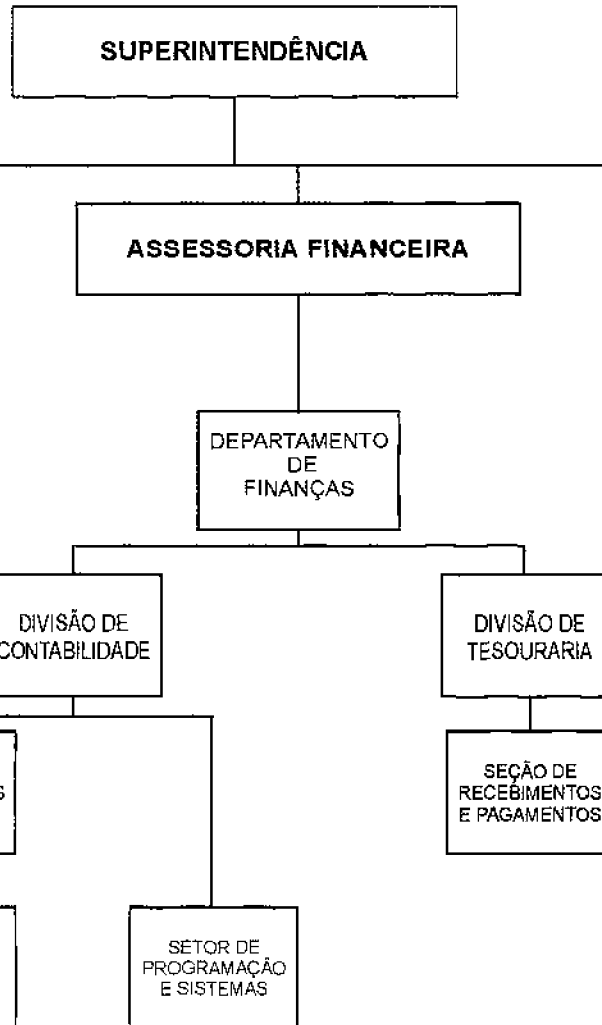 SUPERINTENDÊNCIA
ASSESSORIA FINANCEIRA
DEPARTAMENTO
DE
FINANÇAS
DIVISÃO DE
CONTABILIDADE
DIVISÃO DE
TESOURARIA
SEÇÃO DE
RECEBIMENTOS
E PAGAMENTOS
SETOR DE
PROGRAMAÇÃO
E SISTEMAS